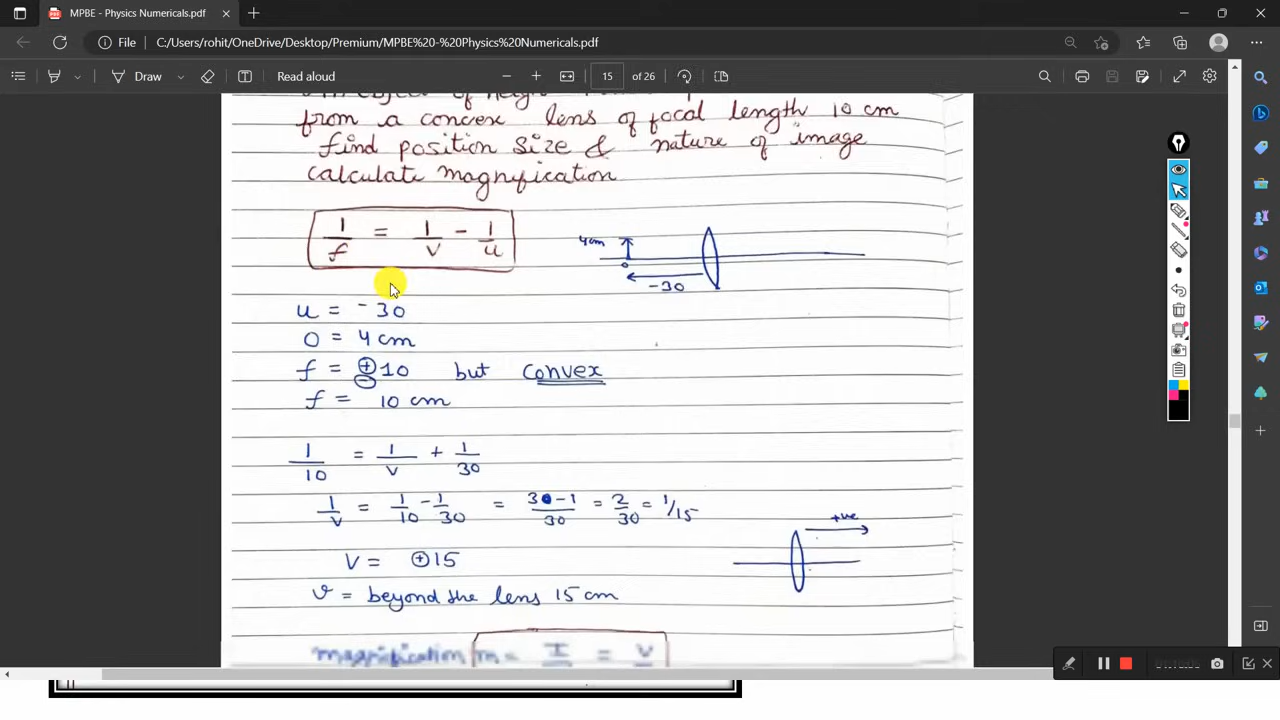 MPBE - Physics Numericals.pdf
File C:/Users/rohit/OneDrive/Desktop/Premium/MPBE%20-%20Physics%20Numericals.pdf
Draw Read aloud 15 of 26
of height
from a concex lens of focal length 10 cm
find position size & nature of image
calculate magnification
1/f = 1/v - 1/u
4cm
o
-30
u = -30
O = 4 cm
f = +10 but convex
-
f = 10 cm
1/10 = 1/v + 1/30
1/v = 1/10 - 1/30 = 3-1/30 = 2/30 = 1/15
+ve
V = +15
v = beyond the lens 15 cm
magnification m = I = V